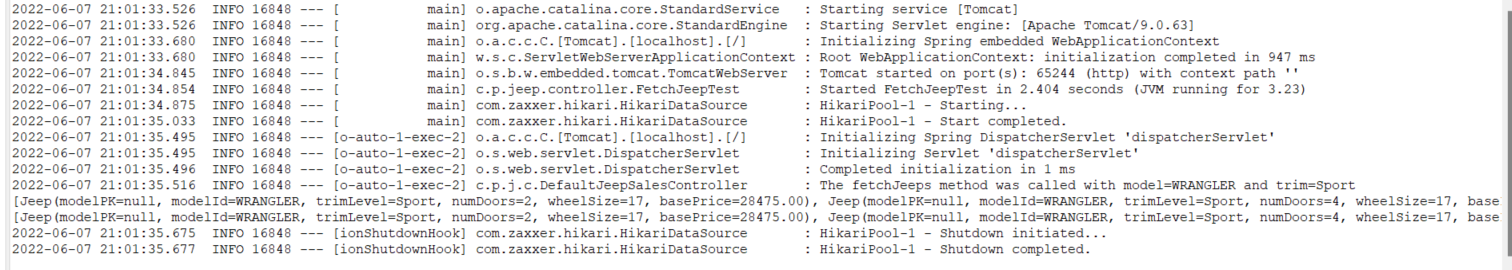 2022-06-07 21:01:33.526  INFO 16848 --- [           main] o.apache.catalina.core.StandardService   : Starting service [Tomcat]
2022-06-07 21:01:33.526  INFO 16848 --- [           main] org.apache.catalina.core.StandardEngine  : Starting Servlet engine: [Apache Tomcat/9.0.63]
2022-06-07 21:01:33.680  INFO 16848 --- [           main] o.a.c.c.C.[Tomcat].[localhost].[/]       : Initializing Spring embedded WebApplicationContext
2022-06-07 21:01:33.680  INFO 16848 --- [           main] w.s.c.ServletWebServerApplicationContext : Root WebApplicationContext: initialization completed in 947 ms
2022-06-07 21:01:34.845  INFO 16848 --- [           main] o.s.b.w.embedded.tomcat.TomcatWebServer  : Tomcat started on port(s): 65244 (http) with context path ''
2022-06-07 21:01:34.854  INFO 16848 --- [           main] c.p.jeep.controller.FetchJeepTest        : Started FetchJeepTest in 2.404 seconds (JVM running for 3.23)
2022-06-07 21:01:34.875  INFO 16848 --- [           main] com.zaxxer.hikari.HikariDataSource       : HikariPool-1 - Starting...
2022-06-07 21:01:35.033  INFO 16848 --- [           main] com.zaxxer.hikari.HikariDataSource       : HikariPool-1 - Start completed.
2022-06-07 21:01:35.495  INFO 16848 --- [o-auto-1-exec-2] o.a.c.c.C.[Tomcat].[localhost].[/]       : Initializing Spring DispatcherServlet 'dispatcherServlet'
2022-06-07 21:01:35.495  INFO 16848 --- [o-auto-1-exec-2] o.s.web.servlet.DispatcherServlet        : Initializing Servlet 'dispatcherServlet'
2022-06-07 21:01:35.496  INFO 16848 --- [o-auto-1-exec-2] o.s.web.servlet.DispatcherServlet        : Completed initialization in 1 ms
2022-06-07 21:01:35.516  INFO 16848 --- [o-auto-1-exec-2] c.p.j.c.DefaultJeepSalesController       : The fetchJeeps method was called with model=WRANGLER and trim=Sport
[Jeep(modelPK=null, modelId=WRANGLER, trimLevel=Sport, numDoors=2, wheelSize=17, basePrice=28475.00), Jeep(modelPK=null, modelId=WRANGLER, trimLevel=Sport, numDoors=4, wheelSize=17, base
[Jeep(modelPK=null, modelId=WRANGLER, trimLevel=Sport, numDoors=2, wheelSize=17, basePrice=28475.00), Jeep(modelPK=null, modelId=WRANGLER, trimLevel=Sport, numDoors=4, wheelSize=17, base
2022-06-07 21:01:35.675  INFO 16848 --- [ionShutdownHook] com.zaxxer.hikari.HikariDataSource       : HikariPool-1 - Shutdown initiated...
2022-06-07 21:01:35.677  INFO 16848 --- [ionShutdownHook] com.zaxxer.hikari.HikariDataSource       : HikariPool-1 - Shutdown completed.